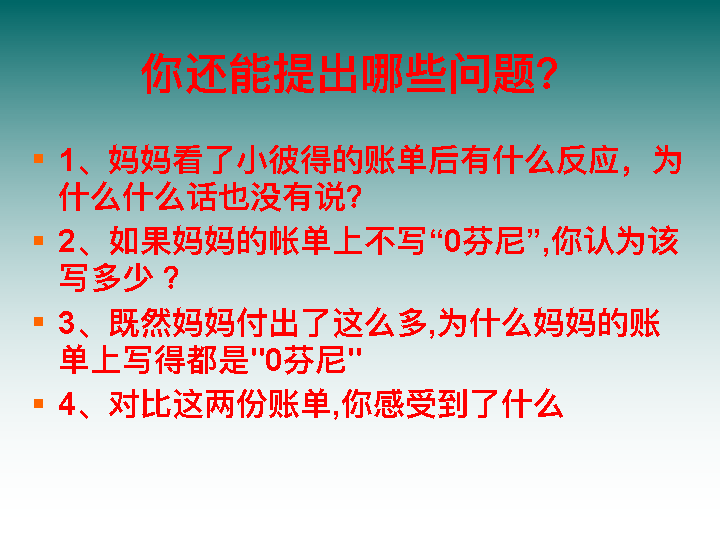 你还能提出哪些问题?
1、妈妈看了小彼得的账单后有什么反应，为
什么什么话也没有说?
2、如果妈妈的帐单上不写“0芬尼”,你认为该
写多少？
3、既然妈妈付出了这么多,为什么妈妈的账
单上写得都是"0芬尼"
4、对比这两份账单,你感受到了什么